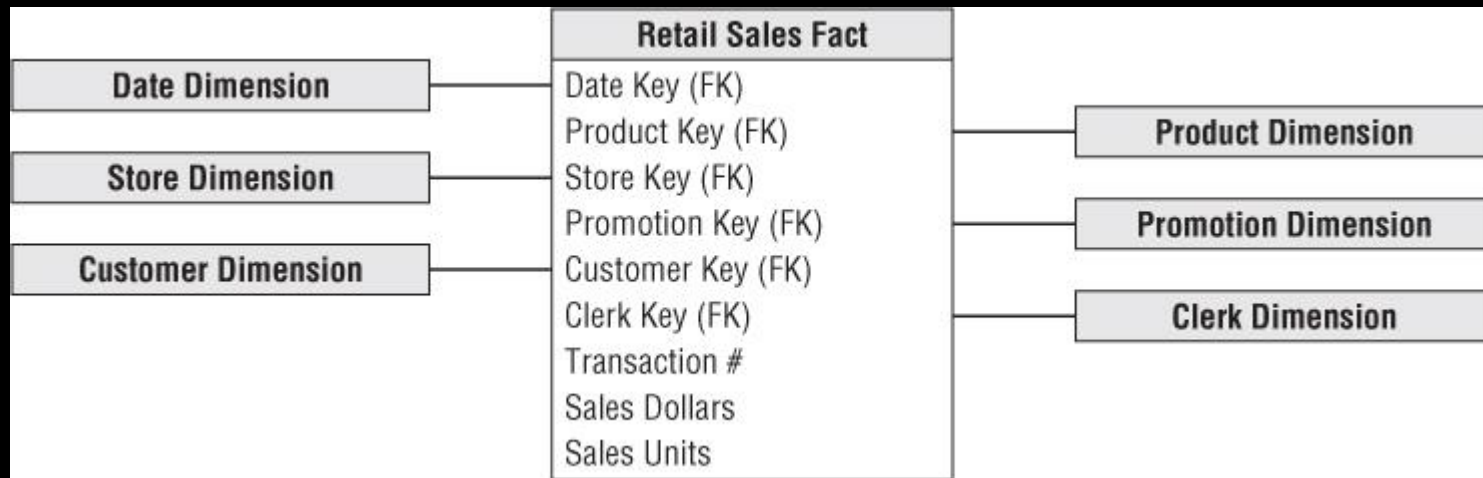 Retail Sales Fact
Date Key (FK)
Product Key (FK)
Store Key (FK)
Promotion Key (FK)
Customer Key (FK)
Clerk Key (FK)
Transaction #
Sales Dollars
Sales Units
Date Dimension
Store Dimension
Customer Dimension
Product Dimension
Promotion Dimension
Clerk Dimension